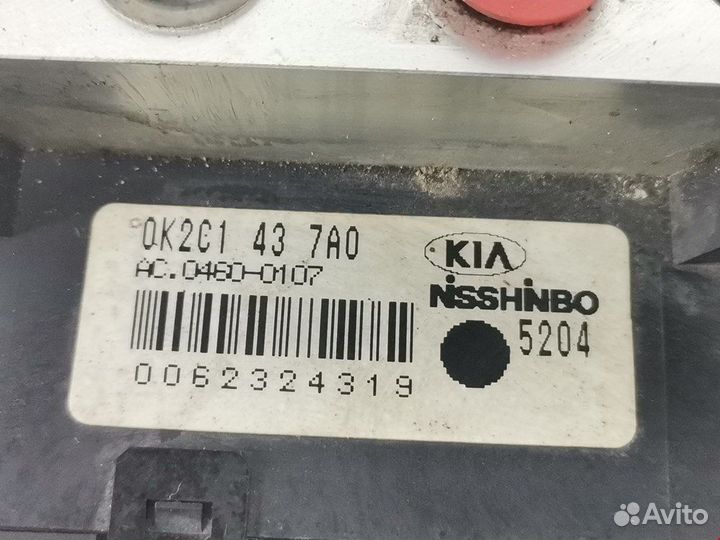 0K2C1 43 7A0
AC.0460-0107
KIA
NiSSHiNBO
5204
0062324319
Avito